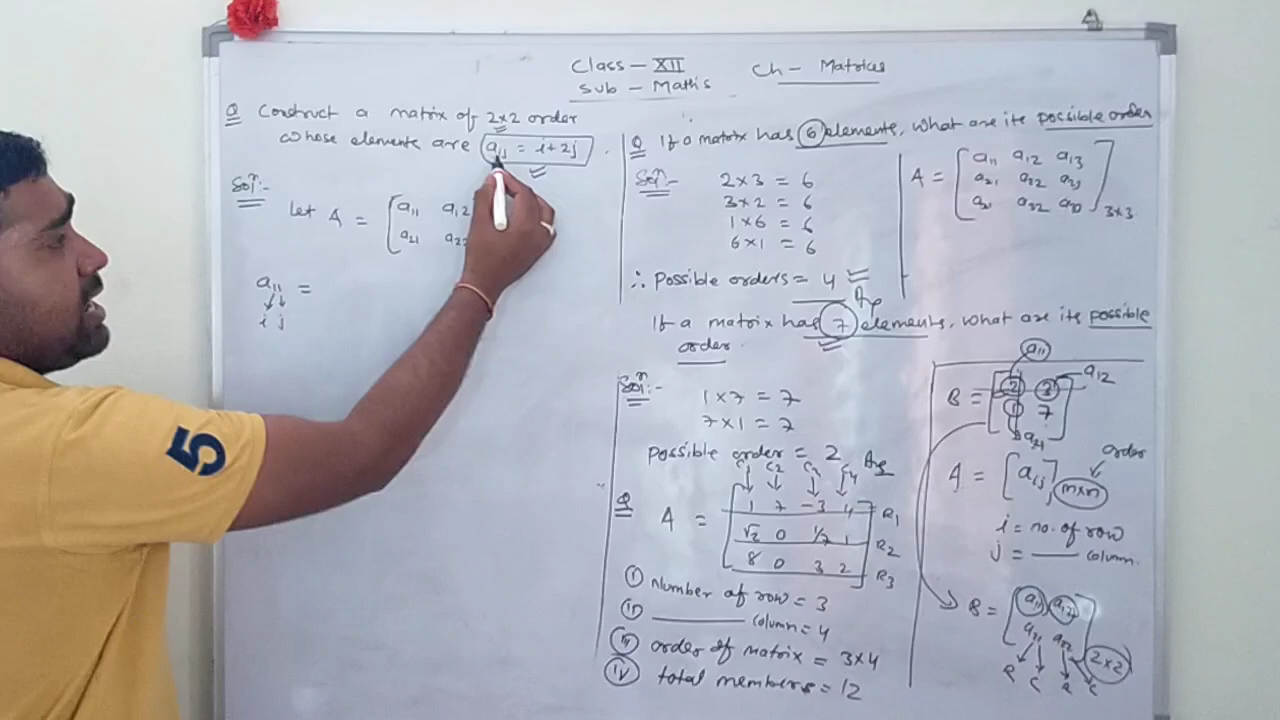 Class – XII
Sub – Maths
Ch – Matrices
Q Construct a matrix of 2×2 order
whose elements are a_ij = i+2j
Solⁿ:-
Let A = [ a11 a12
a21 a22
a11 =
i j
Q If a matrix has 6 elements, what are its possible order
Solⁿ:-
2×3 = 6
3×2 = 6
1×6 = 6
6×1 = 6
∴ Possible orders = 4
Ans
A = [ a11 a12 a13
a21 a22 a23
a31 a32 a33 ] 3×3
If a matrix has 7 elements, what are its possible
order.
Solⁿ:-
1×7 = 7
7×1 = 7
possible order = 2 Ans
Q
C1 C2 C3 C4
A = [ 1 7 -3 4 R1
√2 0 1/7 1 R2
8 0 3 2 ] R3
(i) Number of row = 3
(ii) ——— column = 4
(iii) order of matrix = 3×4
(iv) total members = 12
a11
a12
B = [ 2 3
1 7 ]
a21
order
A = [ a_ij ] m×n
i = no. of row
j = —— column.
B = [ a11 a12
a21 a22 ] 2×2
R C R C
5